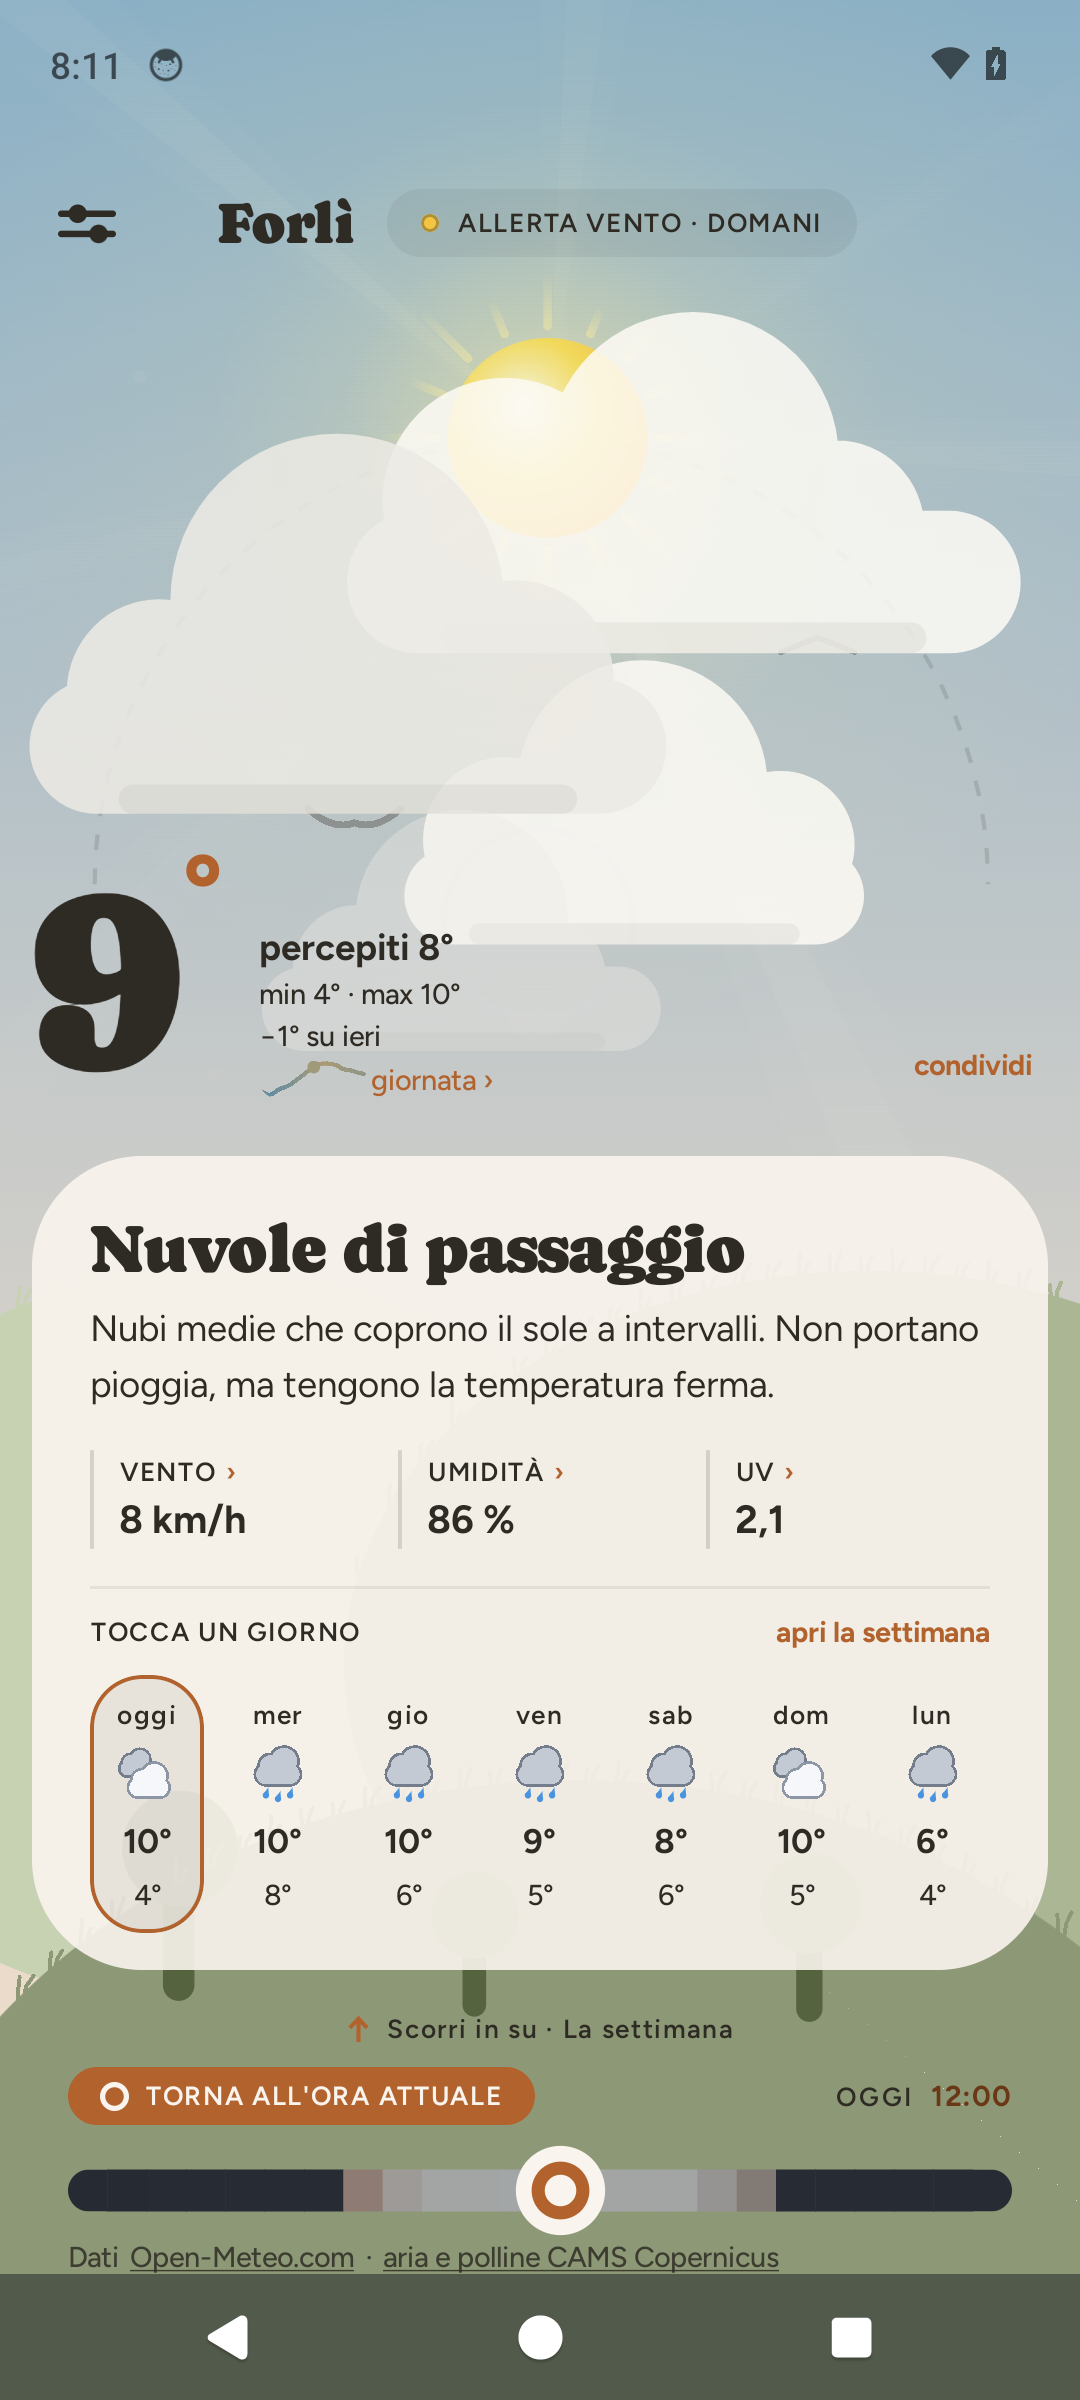 8:11
Forlì
ALLERTA VENTO · DOMANI
9°
percepiti 8°
min 4° · max 10°
−1° su ieri
giornata ›
condividi
Nuvole di passaggio
Nubi medie che coprono il sole a intervalli. Non portano
pioggia, ma tengono la temperatura ferma.
VENTO › UMIDITÀ › UV ›
8 km/h 86 % 2,1
TOCCA UN GIORNO apri la settimana
oggi mer gio ven sab dom lun
10° 10° 10° 9° 8° 10° 6°
4° 8° 6° 5° 6° 5° 4°
↑ Scorri in su · La settimana
TORNA ALL'ORA ATTUALE OGGI 12:00
Dati Open-Meteo.com · aria e polline CAMS Copernicus